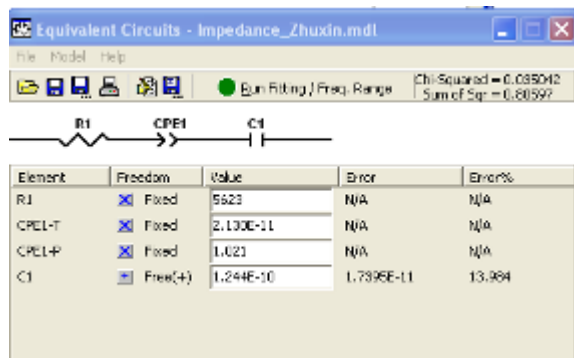 Equivalent Circuits - Impedance_Zhuxin.mdl
File Model Help
Run Fitting / Freq. Range
Chi-Squared = 0.035042
Sum of Sqr = 0.80597
R1 CPE1 C1
Element Freedom Value Error Error%
R1 Fixed 5623 N/A N/A
CPE1-T Fixed 2.130E-11 N/A N/A
CPE1-P Fixed 1.021 N/A N/A
C1 Free(+) 1.244E-10 1.7395E-11 13.984